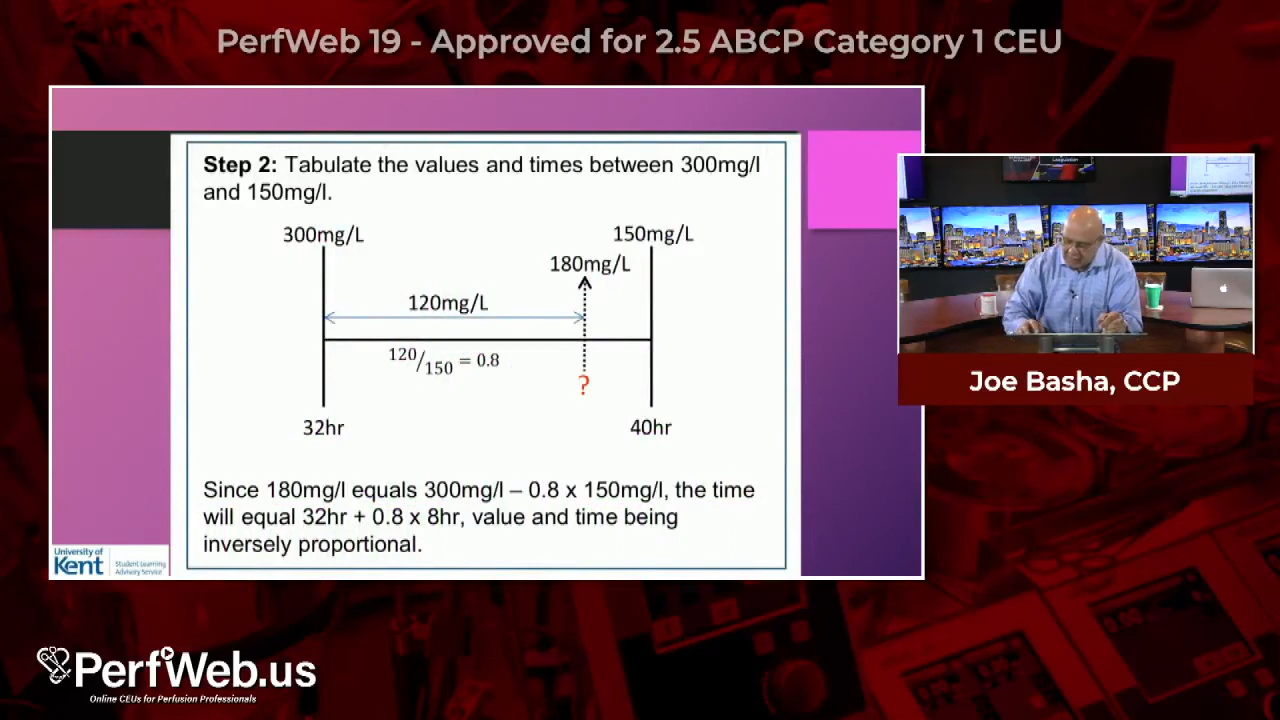 PerfWeb 19 - Approved for 2.5 ABCP Category 1 CEU
Step 2: Tabulate the values and times between 300mg/l
and 150mg/l.
300mg/L
150mg/L
180mg/L
120mg/L
120/150 = 0.8
?
32hr
40hr
Since 180mg/l equals 300mg/l – 0.8 x 150mg/l, the time
will equal 32hr + 0.8 x 8hr, value and time being
inversely proportional.
University of
Kent
Student Learning
Advisory Service
Joe Basha, CCP
PerfWeb.us
Online CEUs for Perfusion Professionals